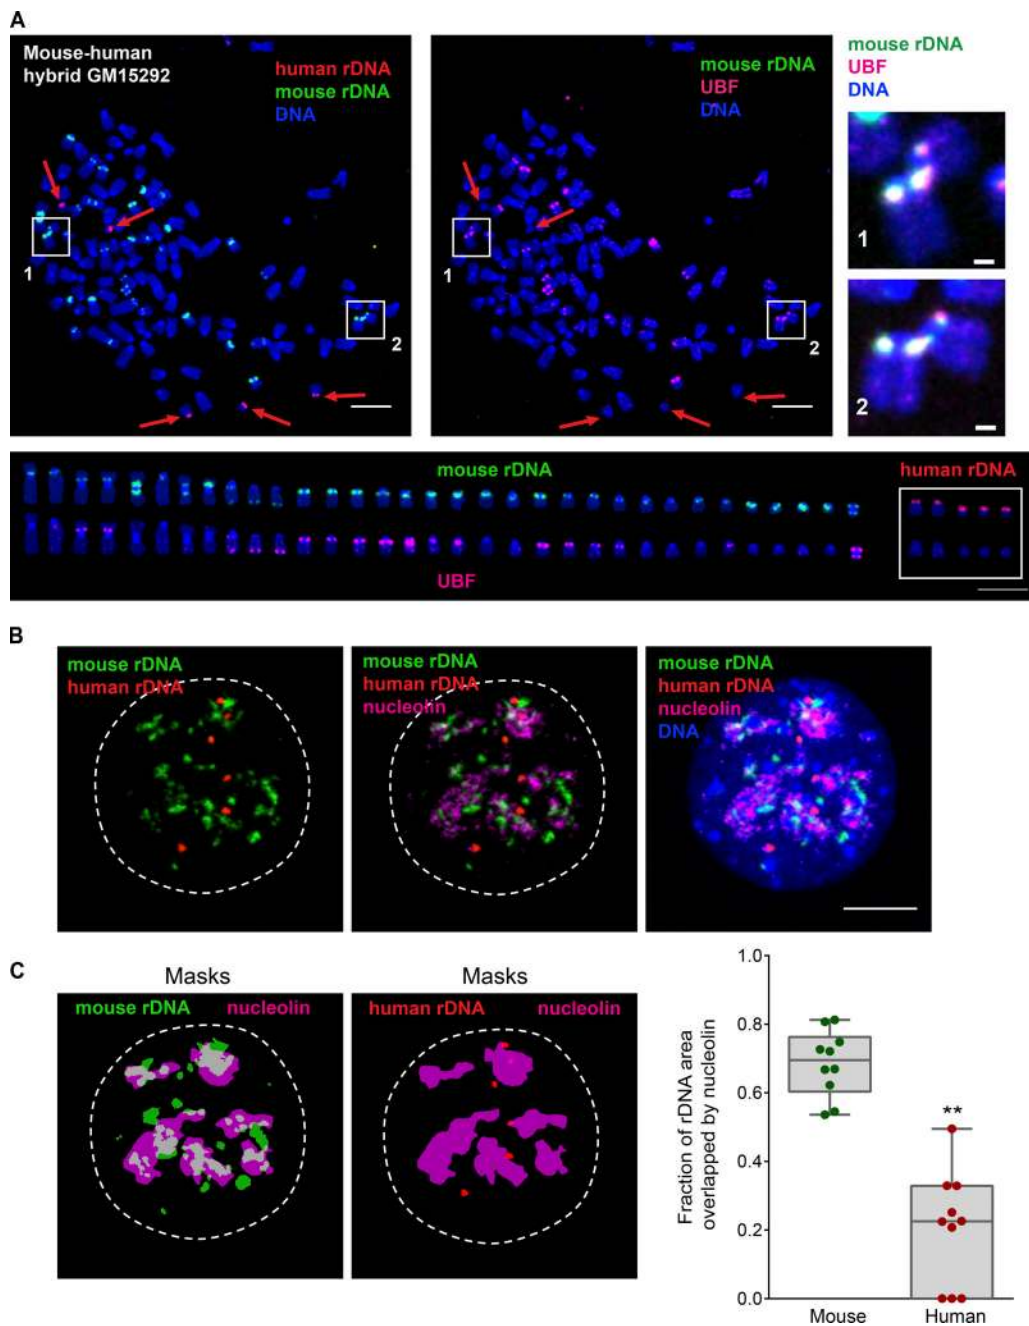 A
Mouse-human
hybrid GM15292
human rDNA
mouse rDNA
DNA
1
2
mouse rDNA
UBF
DNA
1
2
mouse rDNA
UBF
DNA
1
2
mouse rDNA
human rDNA
UBF
B
mouse rDNA
human rDNA
mouse rDNA
human rDNA
nucleolin
mouse rDNA
human rDNA
nucleolin
DNA
C
Masks
mouse rDNA nucleolin
Masks
human rDNA nucleolin
Fraction of rDNA area
overlapped by nucleolin
1.0
0.8
0.6
0.4
0.2
0.0
**
Mouse
Human